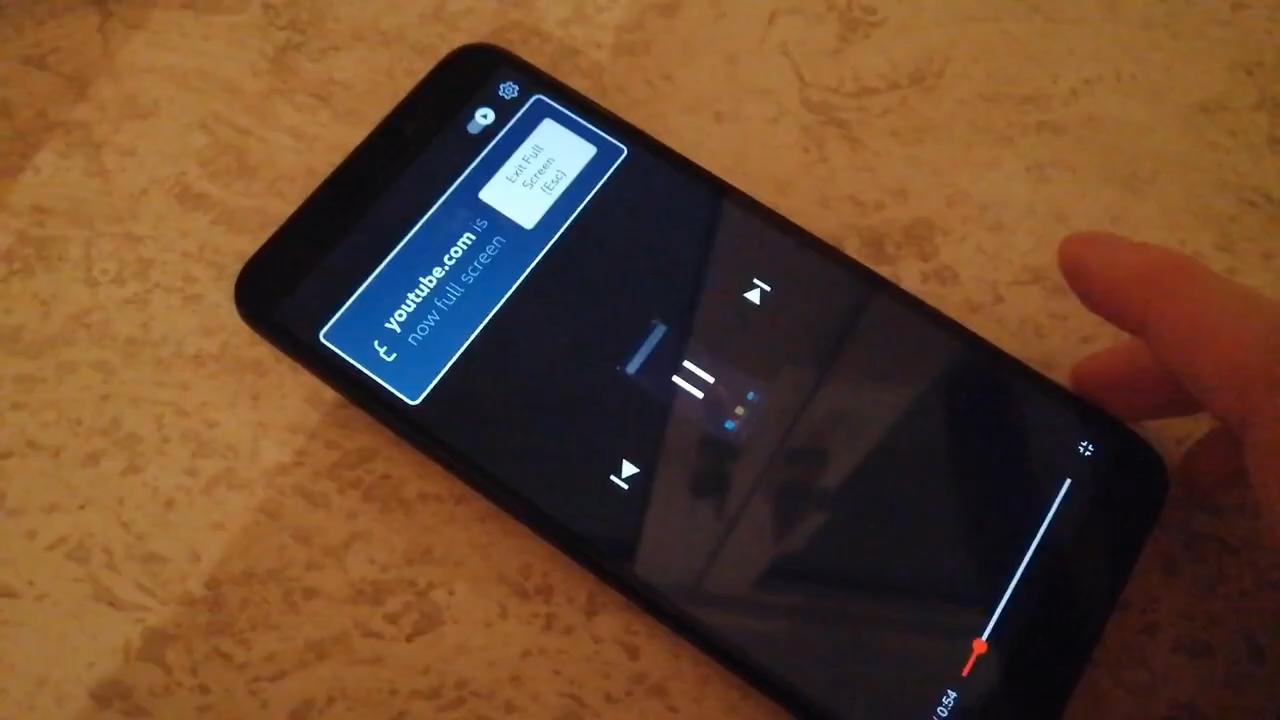 youtube.com is
now full screen
Exit Full
Screen
(Esc)
/ 0:54